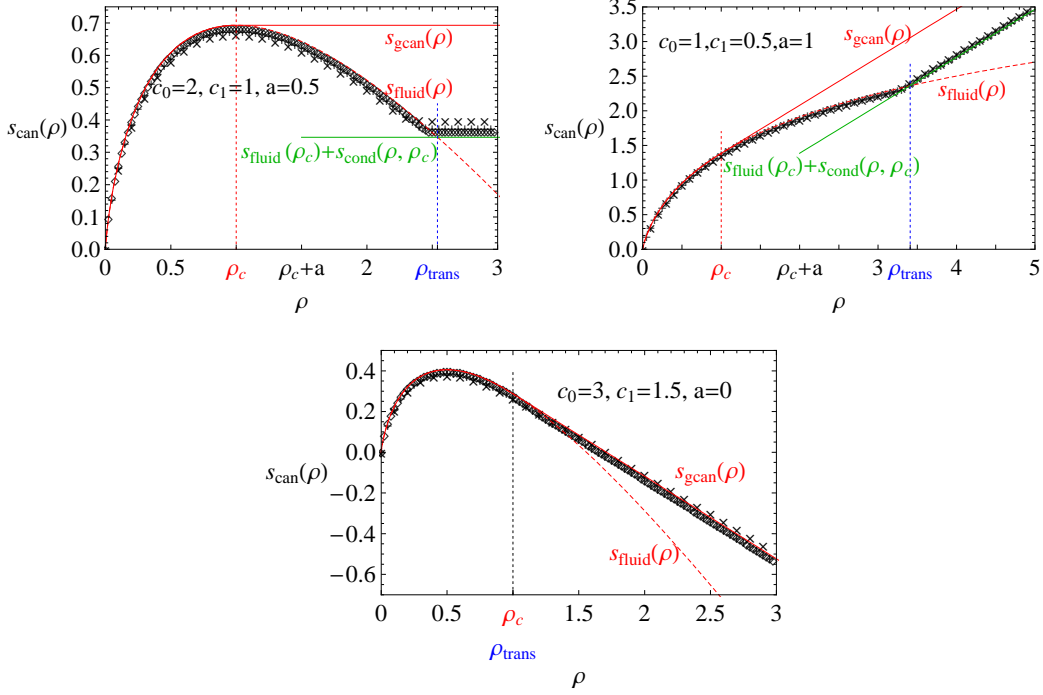 0.7
0.6
0.5
0.4
0.3
0.2
0.1
0.0
s_can(ρ)
s_gcan(ρ)
c_0=2, c_1=1, a=0.5
s_fluid(ρ)
s_fluid(ρ_c)+s_cond(ρ, ρ_c)
0 0.5 ρ_c ρ_c+a 2 ρ_trans 3
ρ
3.5
3.0
2.5
2.0
1.5
1.0
0.5
0.0
s_can(ρ)
c_0=1,c_1=0.5,a=1
s_gcan(ρ)
s_fluid(ρ)
s_fluid(ρ_c)+s_cond(ρ, ρ_c)
0 ρ_c ρ_c+a 3 ρ_trans 4 5
ρ
0.4
0.2
0.0
−0.2
−0.4
−0.6
s_can(ρ)
c_0=3, c_1=1.5, a=0
s_gcan(ρ)
s_fluid(ρ)
0 0.5 ρ_c 1.5 2 2.5 3
ρ_trans
ρ